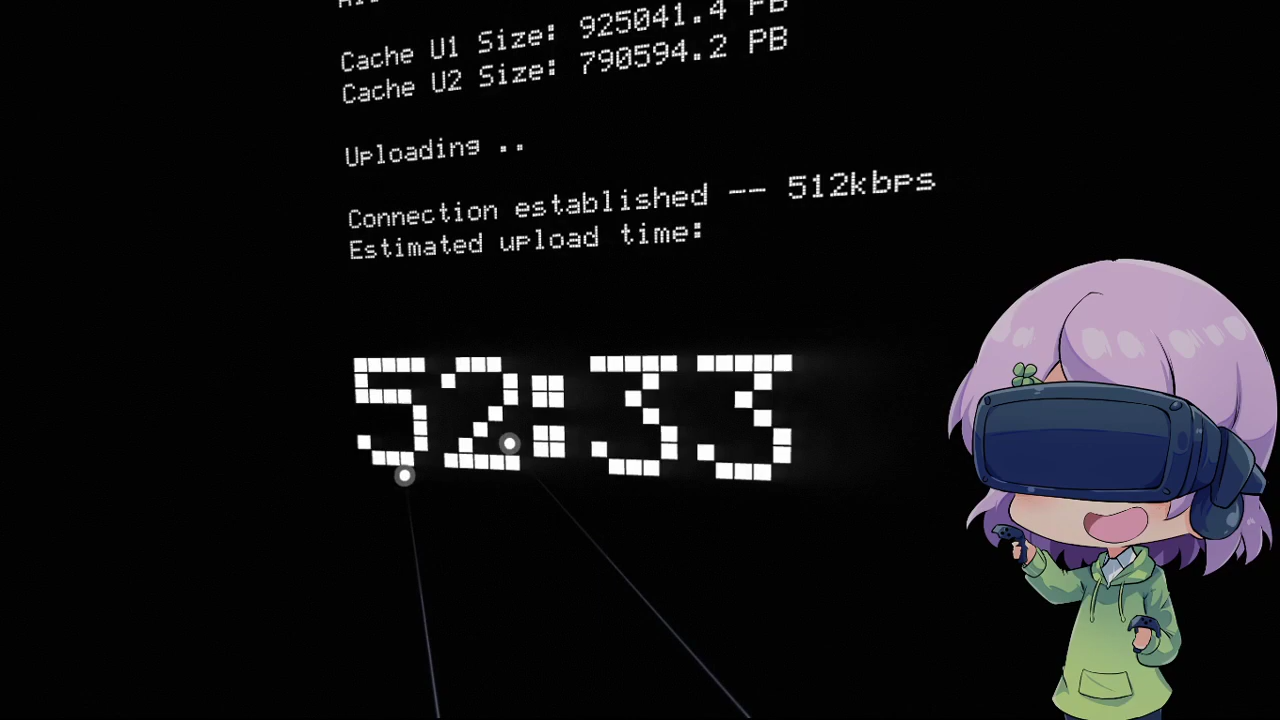 Cache U1 Size: 925041.4 PB
Cache U2 Size: 790594.2 PB
Uploading ..
Connection established -- 512kbps
Estimated upload time:
52:33